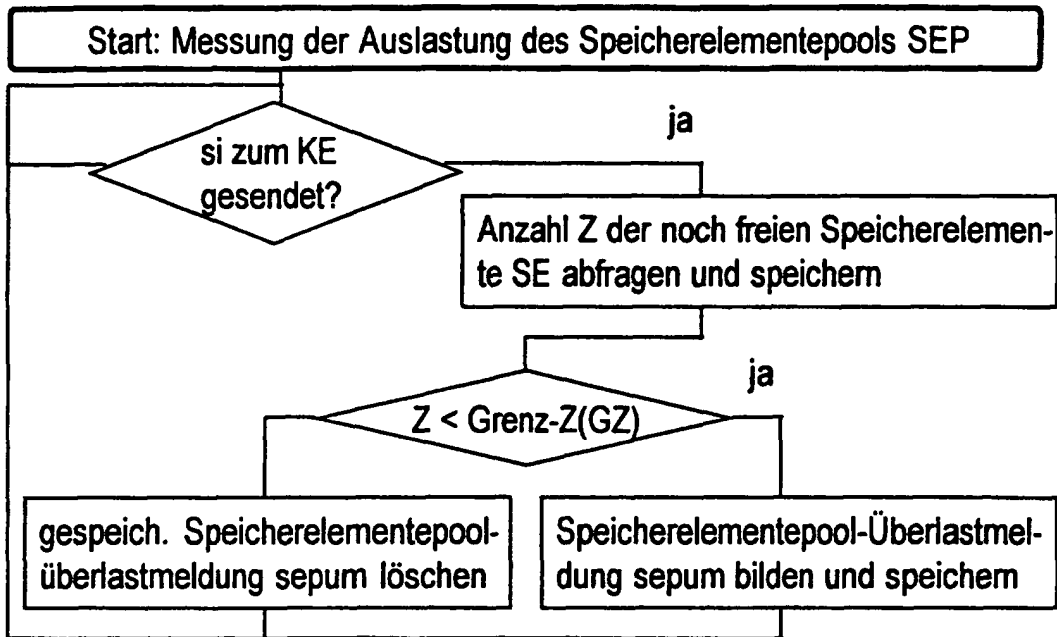 Start: Messung der Auslastung des Speicherelementepools SEP
ja
si zum KE
gesendet?
Anzahl Z der noch freien Speicherelemen-
te SE abfragen und speichern
ja
Z < Grenz-Z(GZ)
gespeich. Speicherelementepool-
überlastmeldung sepum löschen
Speicherelementepool-Überlastmel-
dung sepum bilden und speichern